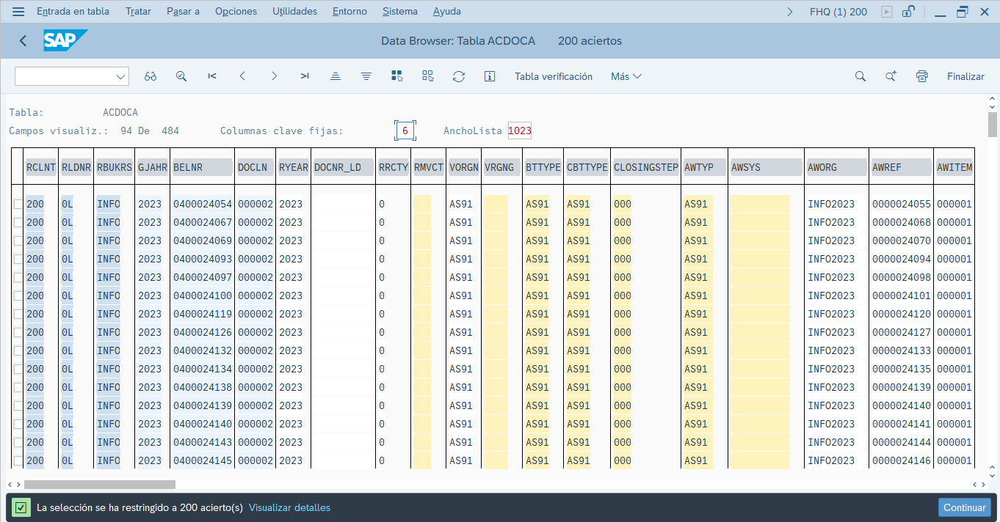 Entrada en tabla Tratar Pasar a Opciones Utilidades Entorno Sistema Ayuda FHQ (1) 200
SAP Data Browser: Tabla ACDOCA 200 aciertos
Tabla verificación Más Finalizar
Tabla: ACDOCA
Campos visualiz.: 94 De 484 Columnas clave fijas: 6 AnchoLista 1023
RCLNT RLDNR RBUKRS GJAHR BELNR DOCLN RYEAR DOCNR_LD RRCTY RMVCT VORGN VRGNG BTTYPE CBTTYPE CLOSINGSTEP AWTYP AWSYS AWORG AWREF AWITEM
200 0L INFO 2023 0400024054 000002 2023 0 AS91 AS91 AS91 000 AS91 INFO2023 0000024055 000001
200 0L INFO 2023 0400024067 000002 2023 0 AS91 AS91 AS91 000 AS91 INFO2023 0000024068 000001
200 0L INFO 2023 0400024069 000002 2023 0 AS91 AS91 AS91 000 AS91 INFO2023 0000024070 000001
200 0L INFO 2023 0400024093 000002 2023 0 AS91 AS91 AS91 000 AS91 INFO2023 0000024094 000001
200 0L INFO 2023 0400024097 000002 2023 0 AS91 AS91 AS91 000 AS91 INFO2023 0000024098 000001
200 0L INFO 2023 0400024100 000002 2023 0 AS91 AS91 AS91 000 AS91 INFO2023 0000024101 000001
200 0L INFO 2023 0400024119 000002 2023 0 AS91 AS91 AS91 000 AS91 INFO2023 0000024120 000001
200 0L INFO 2023 0400024126 000002 2023 0 AS91 AS91 AS91 000 AS91 INFO2023 0000024127 000001
200 0L INFO 2023 0400024132 000002 2023 0 AS91 AS91 AS91 000 AS91 INFO2023 0000024133 000001
200 0L INFO 2023 0400024134 000002 2023 0 AS91 AS91 AS91 000 AS91 INFO2023 0000024135 000001
200 0L INFO 2023 0400024138 000002 2023 0 AS91 AS91 AS91 000 AS91 INFO2023 0000024139 000001
200 0L INFO 2023 0400024139 000002 2023 0 AS91 AS91 AS91 000 AS91 INFO2023 0000024140 000001
200 0L INFO 2023 0400024140 000002 2023 0 AS91 AS91 AS91 000 AS91 INFO2023 0000024141 000001
200 0L INFO 2023 0400024143 000002 2023 0 AS91 AS91 AS91 000 AS91 INFO2023 0000024144 000001
200 0L INFO 2023 0400024145 000002 2023 0 AS91 AS91 AS91 000 AS91 INFO2023 0000024146 000001
La selección se ha restringido a 200 acierto(s) Visualizar detalles Continuar